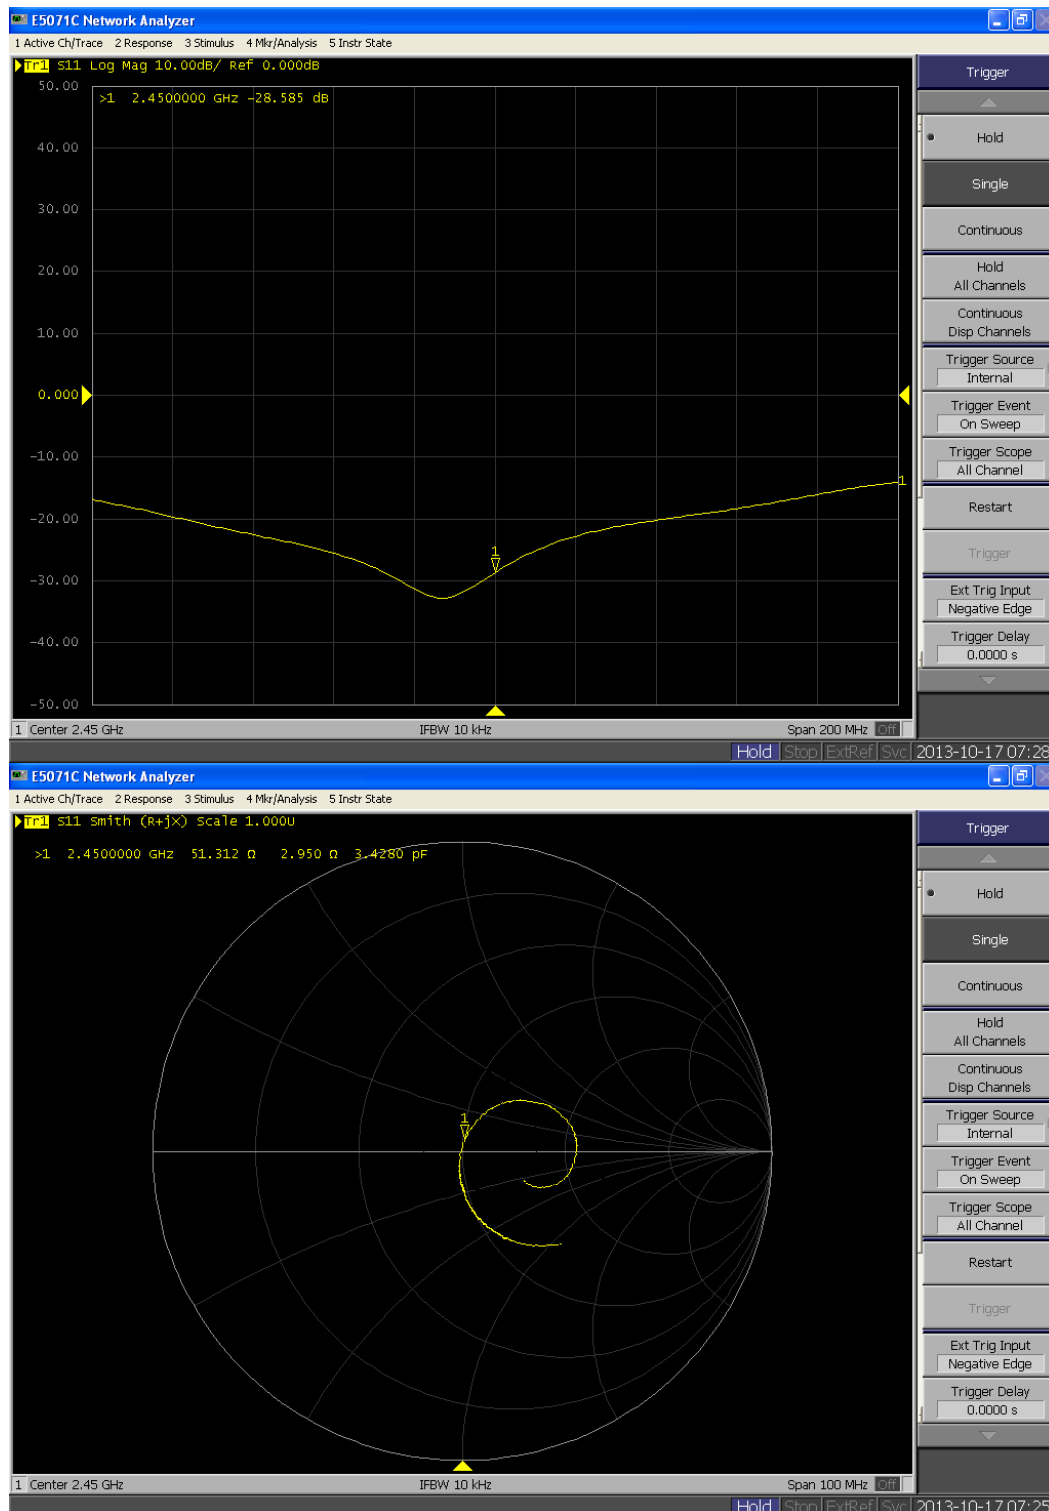 E5071C Network Analyzer
1 Active Ch/Trace 2 Response 3 Stimulus 4 Mkr/Analysis 5 Instr State
Tr1 S11 Log Mag 10.00dB/ Ref 0.000dB
50.00
>1 2.4500000 GHz -28.585 dB
40.00
30.00
20.00
10.00
0.000
-10.00
-20.00
-30.00
-40.00
-50.00
1
1
1 Center 2.45 GHz IFBW 10 kHz Span 200 MHz Off
Trigger
Hold
Single
Continuous
Hold
All Channels
Continuous
Disp Channels
Trigger Source
Internal
Trigger Event
On Sweep
Trigger Scope
All Channel
Restart
Trigger
Ext Trig Input
Negative Edge
Trigger Delay
0.0000 s
Hold Stop ExtRef Svc 2013-10-17 07:28
E5071C Network Analyzer
1 Active Ch/Trace 2 Response 3 Stimulus 4 Mkr/Analysis 5 Instr State
Tr1 S11 Smith (R+jX) Scale 1.000U
>1 2.4500000 GHz 51.312 Ω 2.950 Ω 3.4280 pF
1
1 Center 2.45 GHz IFBW 10 kHz Span 100 MHz Off
Trigger
Hold
Single
Continuous
Hold
All Channels
Continuous
Disp Channels
Trigger Source
Internal
Trigger Event
On Sweep
Trigger Scope
All Channel
Restart
Trigger
Ext Trig Input
Negative Edge
Trigger Delay
0.0000 s
Hold Stop ExtRef Svc 2013-10-17 07:25